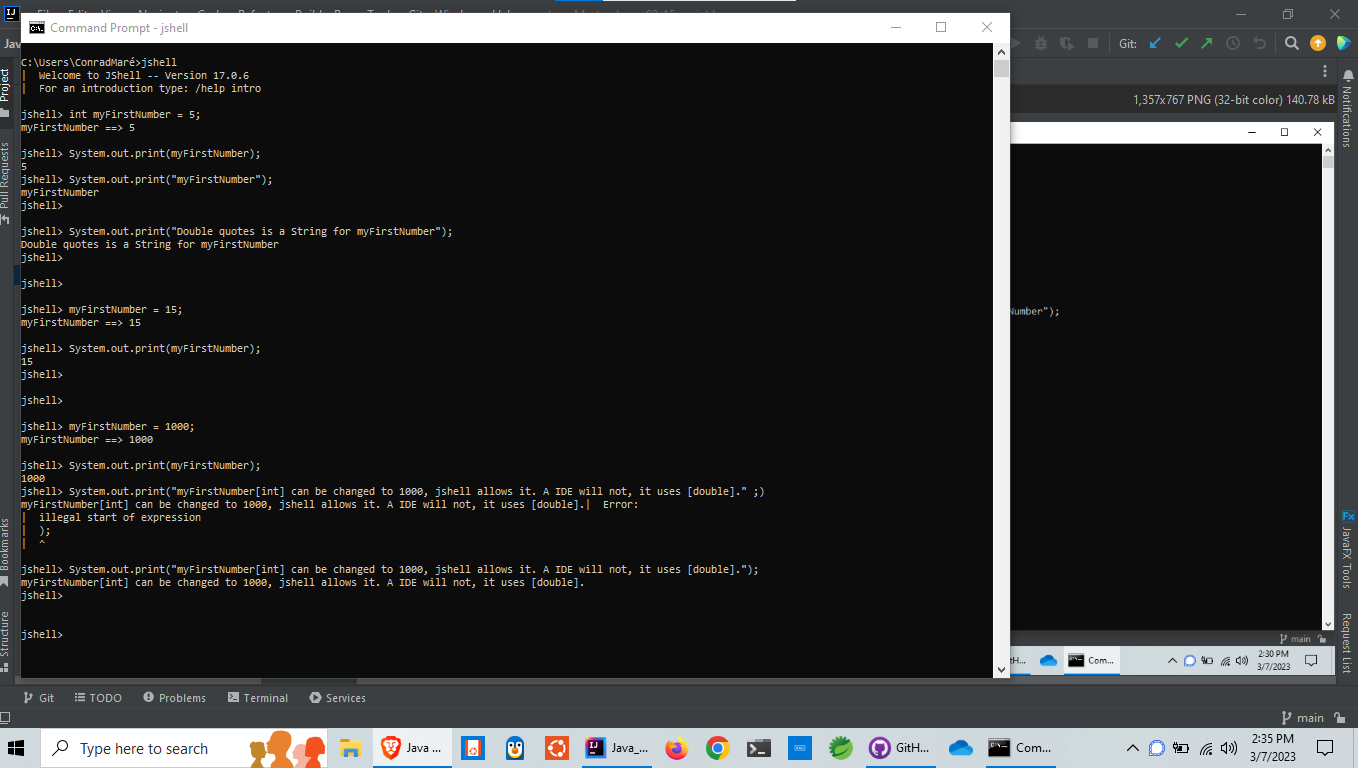 Command Prompt - jshell
C:\Users\ConradMaré>jshell
|  Welcome to JShell -- Version 17.0.6
|  For an introduction type: /help intro
jshell> int myFirstNumber = 5;
myFirstNumber ==> 5
jshell> System.out.print(myFirstNumber);
5
jshell> System.out.print("myFirstNumber");
myFirstNumber
jshell>
jshell> System.out.print("Double quotes is a String for myFirstNumber");
Double quotes is a String for myFirstNumber
jshell>
jshell>
jshell> myFirstNumber = 15;
myFirstNumber ==> 15
jshell> System.out.print(myFirstNumber);
15
jshell>
jshell>
jshell> myFirstNumber = 1000;
myFirstNumber ==> 1000
jshell> System.out.print(myFirstNumber);
1000
jshell> System.out.print("myFirstNumber[int] can be changed to 1000, jshell allows it. A IDE will not, it uses [double]." ;)
myFirstNumber[int] can be changed to 1000, jshell allows it. A IDE will not, it uses [double].|  Error:
|  illegal start of expression
|  );
|  ^
jshell> System.out.print("myFirstNumber[int] can be changed to 1000, jshell allows it. A IDE will not, it uses [double].");
myFirstNumber[int] can be changed to 1000, jshell allows it. A IDE will not, it uses [double].
jshell>
jshell>
Jav
Project
Pull Requests
Bookmarks
Structure
Git:
1,357x767 PNG (32-bit color) 140.78 kB
Number");
main
tH...
Com...
2:30 PM
3/7/2023
Notifications
Fx
JavaFX Tests
Request List
Git
TODO
Problems
Terminal
Services
main
Type here to search
Java ...
Java_...
GitH...
Com...
2:35 PM
3/7/2023